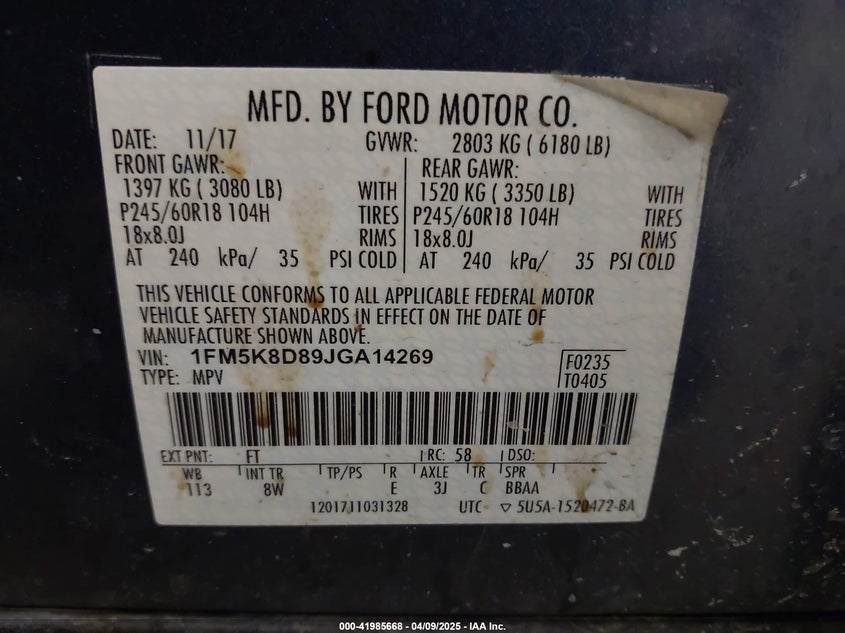 MFD. BY FORD MOTOR CO.
DATE: 11/17 GVWR: 2803 KG ( 6180 LB)
FRONT GAWR: REAR GAWR:
1397 KG ( 3080 LB) WITH 1520 KG ( 3350 LB) WITH
P245/60R18 104H TIRES P245/60R18 104H TIRES
18x8.0J RIMS 18x8.0J RIMS
AT 240 kPa/ 35 PSI COLD AT 240 kPa/ 35 PSI COLD
THIS VEHICLE CONFORMS TO ALL APPLICABLE FEDERAL MOTOR
VEHICLE SAFETY STANDARDS IN EFFECT ON THE DATE OF
MANUFACTURE SHOWN ABOVE.
VIN: 1FM5K8D89JGA14269 F0235
TYPE: MPV T0405
EXT PNT: FT RC: 58 DSO:
WB INT TR TP/PS R AXLE TR SPR
113 8W E 3J C BBAA
1201711031328 UTC ▽ 5U5A-1520472-BA
000-41985668 - 04/09/2025 - IAA Inc.